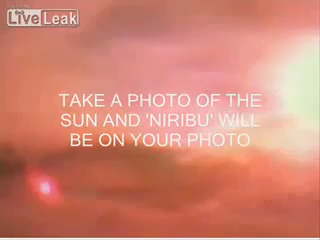 LiveLeak
TAKE A PHOTO OF THE
SUN AND 'NIRIBU' WILL
BE ON YOUR PHOTO